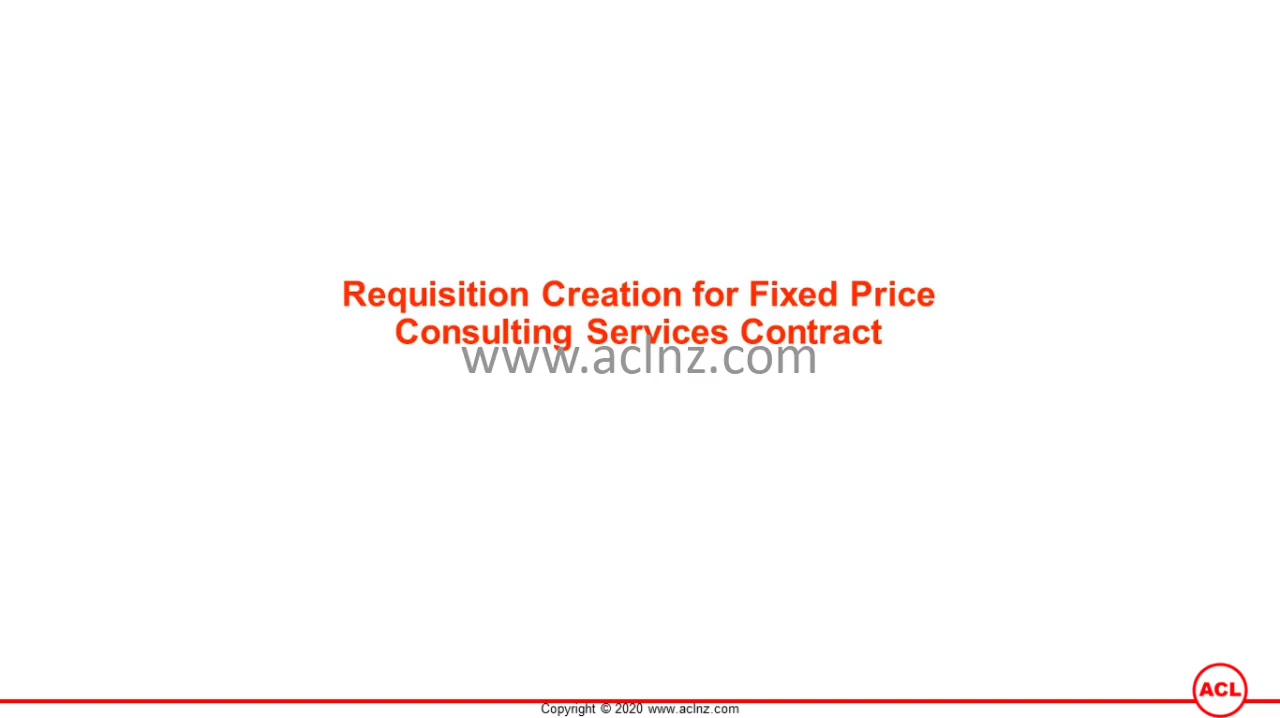 Requisition Creation for Fixed Price
Consulting Services Contract
www.aclnz.com
ACL
Copyright © 2020 www.aclnz.com